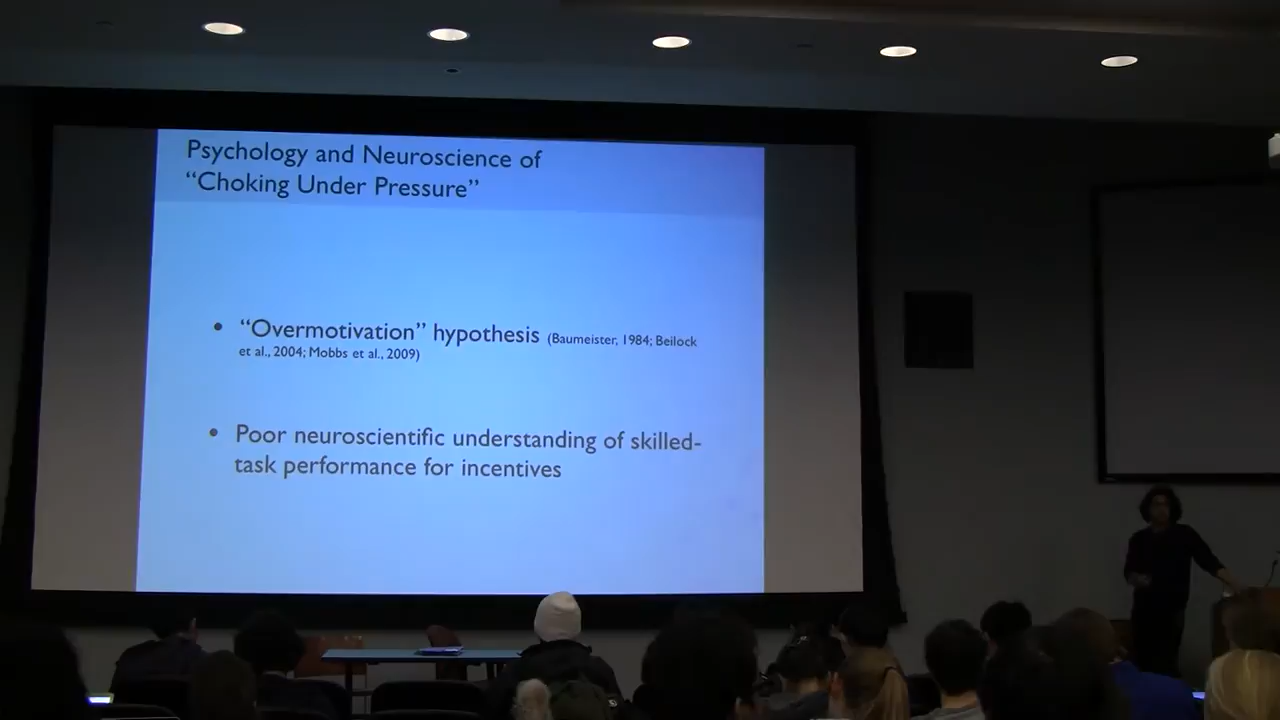 Psychology and Neuroscience of
“Choking Under Pressure”
• “Overmotivation” hypothesis (Baumeister, 1984; Beilock
et al., 2004; Mobbs et al., 2009)
• Poor neuroscientific understanding of skilled-
task performance for incentives